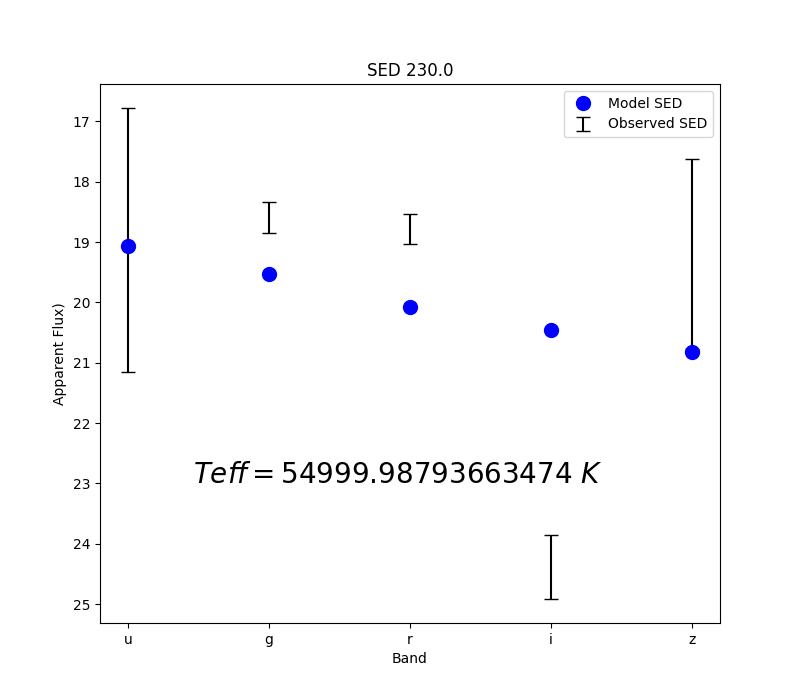 SED 230.0
Model SED
Observed SED
17
18
19
20
21
22
23
24
25
Apparent Flux)
Teff = 54999.98793663474 K
u g r i z
Band